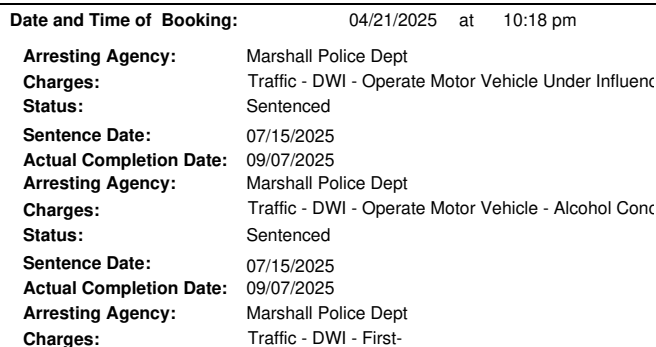 Date and Time of Booking: 04/21/2025 at 10:18 pm
Arresting Agency: Marshall Police Dept
Charges: Traffic - DWI - Operate Motor Vehicle Under Influenc
Status: Sentenced
Sentence Date: 07/15/2025
Actual Completion Date: 09/07/2025
Arresting Agency: Marshall Police Dept
Charges: Traffic - DWI - Operate Motor Vehicle - Alcohol Conc
Status: Sentenced
Sentence Date: 07/15/2025
Actual Completion Date: 09/07/2025
Arresting Agency: Marshall Police Dept
Charges: Traffic - DWI - First-